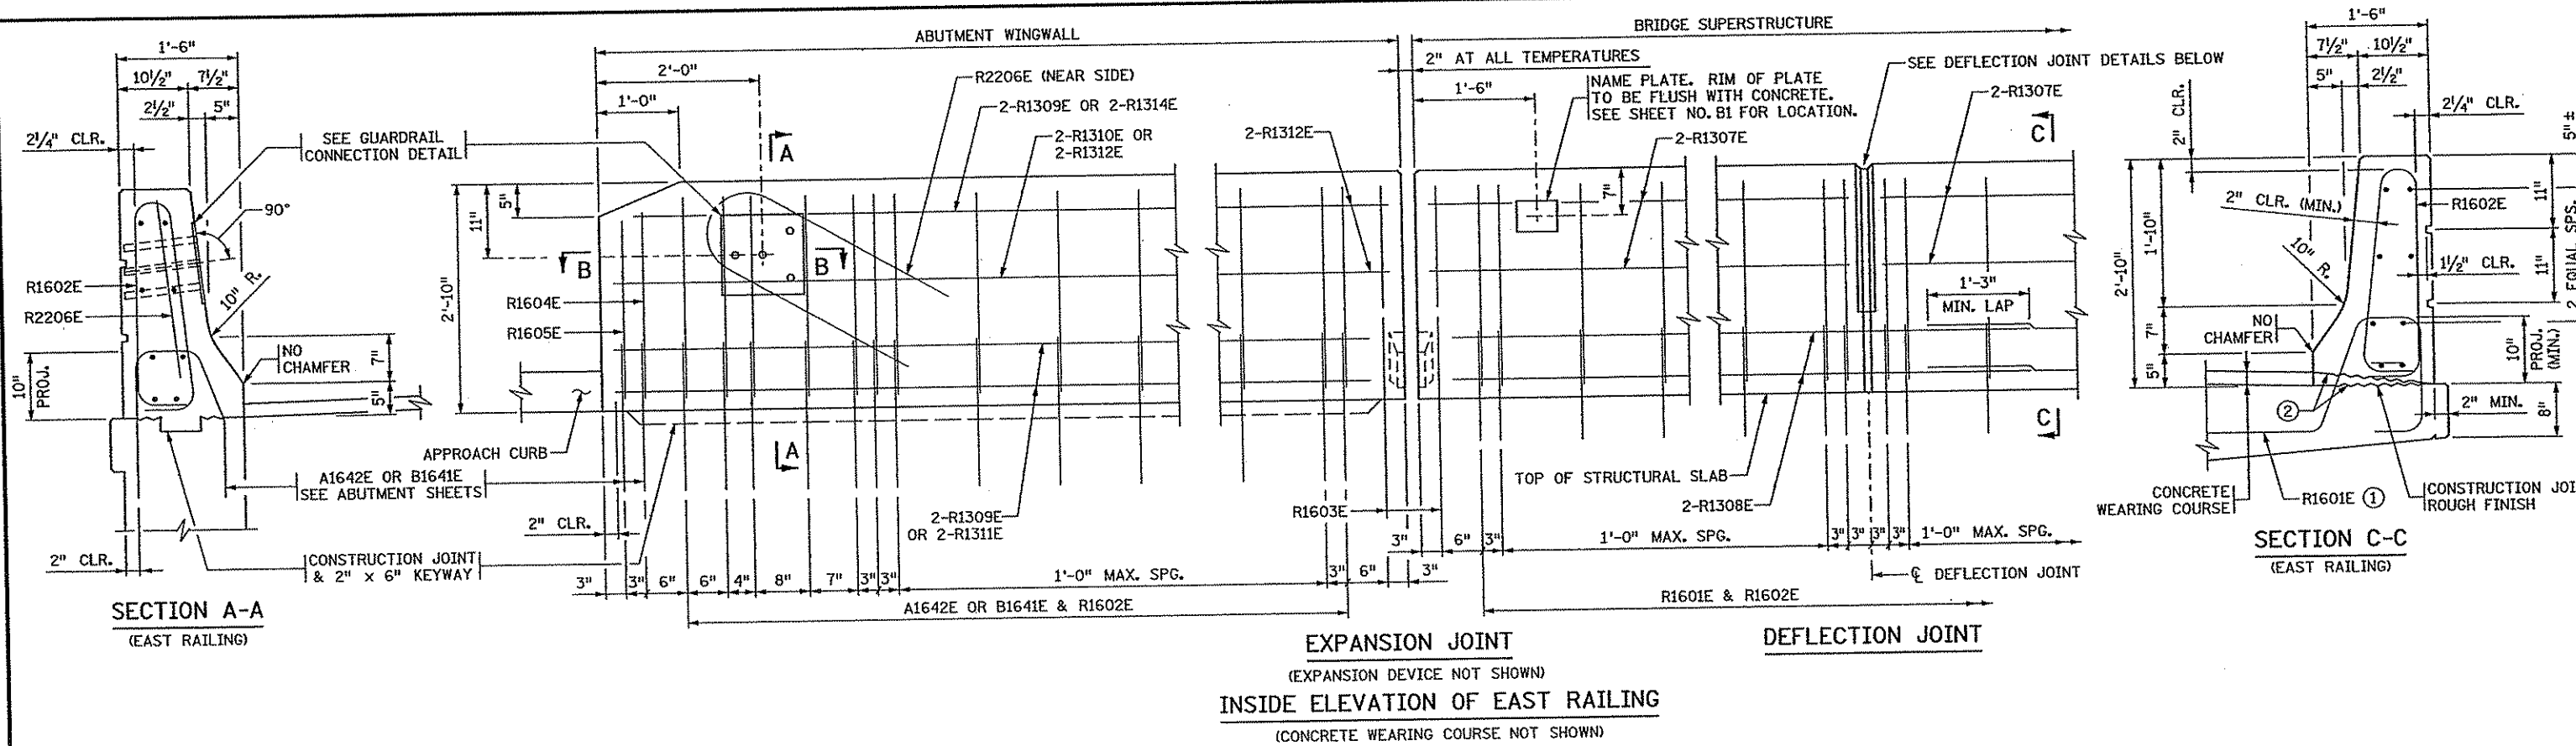 1'-6"
10½" 7½"
2½" 5"
2¼" CLR.
SEE GUARDRAIL
CONNECTION DETAIL
90°
R1602E
R2206E
10" R.
NO
CHAMFER
7"
5"
10"
PROJ.
A1642E OR B1641E
SEE ABUTMENT SHEETS
2" CLR.
CONSTRUCTION JOINT
& 2" x 6" KEYWAY
SECTION A-A
(EAST RAILING)
ABUTMENT WINGWALL
BRIDGE SUPERSTRUCTURE
2'-0"
1'-0"
R2206E (NEAR SIDE)
2-R1309E OR 2-R1314E
2-R1310E OR
2-R1312E
2-R1312E
2" AT ALL TEMPERATURES
1'-6"
NAME PLATE. RIM OF PLATE
TO BE FLUSH WITH CONCRETE.
SEE SHEET NO. B1 FOR LOCATION.
SEE DEFLECTION JOINT DETAILS BELOW
2-R1307E
2-R1307E
A
A
B
B
C
C
5"
11"
2'-10"
7"
R1604E
R1605E
1'-3"
MIN. LAP
APPROACH CURB
2" CLR.
2-R1309E
OR 2-R1311E
R1603E
TOP OF STRUCTURAL SLAB
2-R1308E
3" 3" 6" 6" 4" 8" 7" 3" 3" 1'-0" MAX. SPG. 3" 6" 3"
3" 6" 3" 1'-0" MAX. SPG. 3" 3" 3" 3" 1'-0" MAX. SPG.
℄ DEFLECTION JOINT
A1642E OR B1641E & R1602E
R1601E & R1602E
EXPANSION JOINT
(EXPANSION DEVICE NOT SHOWN)
DEFLECTION JOINT
INSIDE ELEVATION OF EAST RAILING
(CONCRETE WEARING COURSE NOT SHOWN)
1'-6"
7½" 10½"
5" 2½"
2" CLR.
2¼" CLR.
5"±
R1602E
2" CLR. (MIN.)
1½" CLR.
11"
11"
2 EQUAL SPS.
2'-10"
1'-10"
10" R.
NO
CHAMFER
7"
5"
10"
PROJ.
(MIN.)
2
2" MIN.
8"
CONCRETE
WEARING COURSE
R1601E 1
CONSTRUCTION JOI
ROUGH FINISH
SECTION C-C
(EAST RAILING)